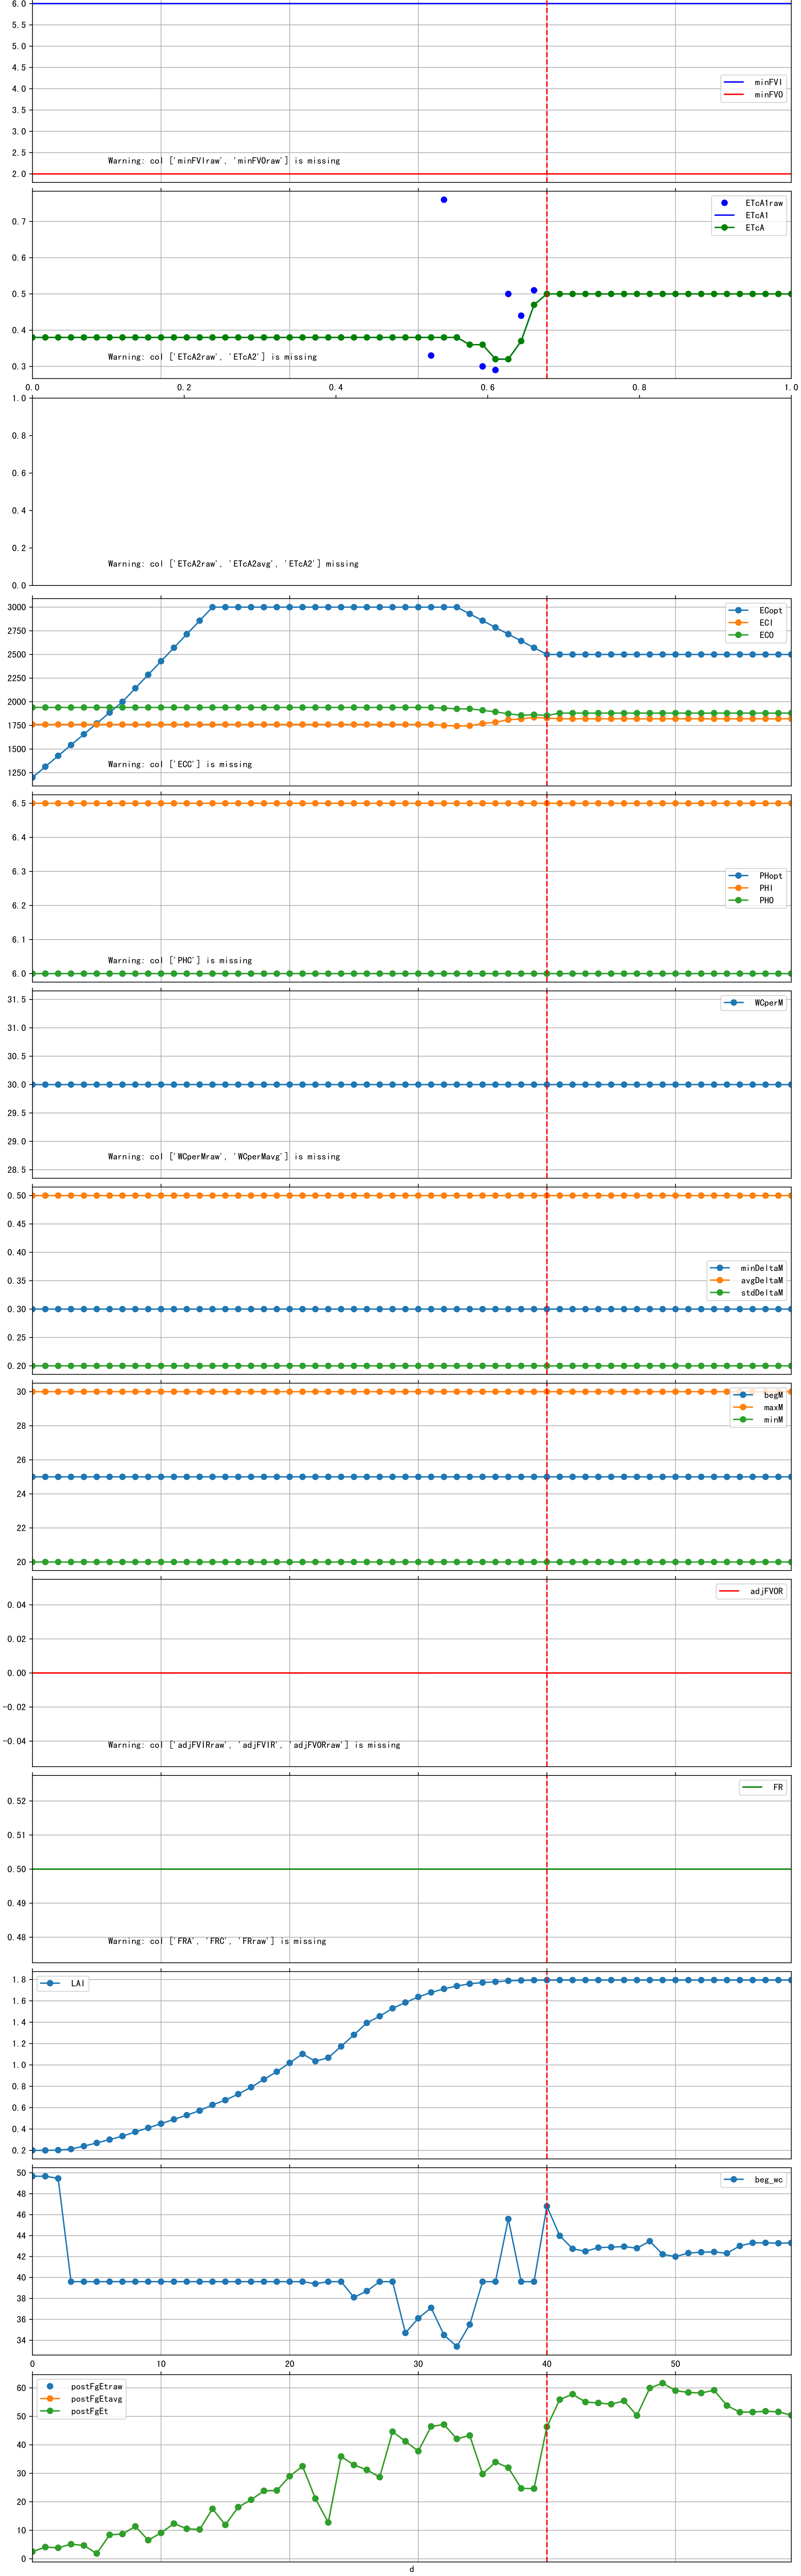 6.0
5.5
5.0
4.5
4.0
3.5
3.0
2.5
2.0
minFVI
minFVO
Warning: col ['minFVIraw', 'minFVOraw'] is missing
0.7
0.6
0.5
0.4
0.3
ETcA1raw
ETcA1
ETcA
Warning: col ['ETcA2raw', 'ETcA2'] is missing
0.0 0.2 0.4 0.6 0.8 1.0
1.0
0.8
0.6
0.4
0.2
0.0
Warning: col ['ETcA2raw', 'ETcA2avg', 'ETcA2'] missing
3000
2750
2500
2250
2000
1750
1500
1250
ECopt
ECI
ECO
Warning: col ['ECC'] is missing
6.5
6.4
6.3
6.2
6.1
6.0
PHopt
PHI
PHO
Warning: col ['PHC'] is missing
31.5
31.0
30.5
30.0
29.5
29.0
28.5
WCperM
Warning: col ['WCperMraw', 'WCperMavg'] is missing
0.50
0.45
0.40
0.35
0.30
0.25
0.20
minDeltaM
avgDeltaM
stdDeltaM
30
28
26
24
22
20
begM
maxM
minM
0.04
0.02
0.00
-0.02
-0.04
adjFVOR
Warning: col ['adjFVIRraw', 'adjFVIR', 'adjFVORraw'] is missing
0.52
0.51
0.50
0.49
0.48
FR
Warning: col ['FRA', 'FRC', 'FRraw'] is missing
1.8
1.6
1.4
1.2
1.0
0.8
0.6
0.4
0.2
LAI
50
48
46
44
42
40
38
36
34
beg_wc
0 10 20 30 40 50
60
50
40
30
20
10
0
postFgEtraw
postFgEtavg
postFgEt
d